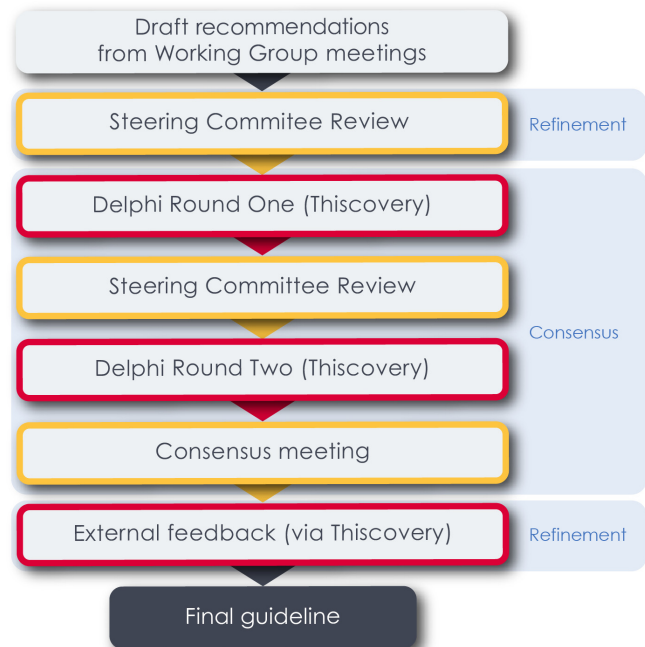 Draft recommendations
from Working Group meetings
Steering Commitee Review
Refinement
Delphi Round One (Thiscovery)
Steering Committee Review
Consensus
Delphi Round Two (Thiscovery)
Consensus meeting
External feedback (via Thiscovery)
Refinement
Final guideline